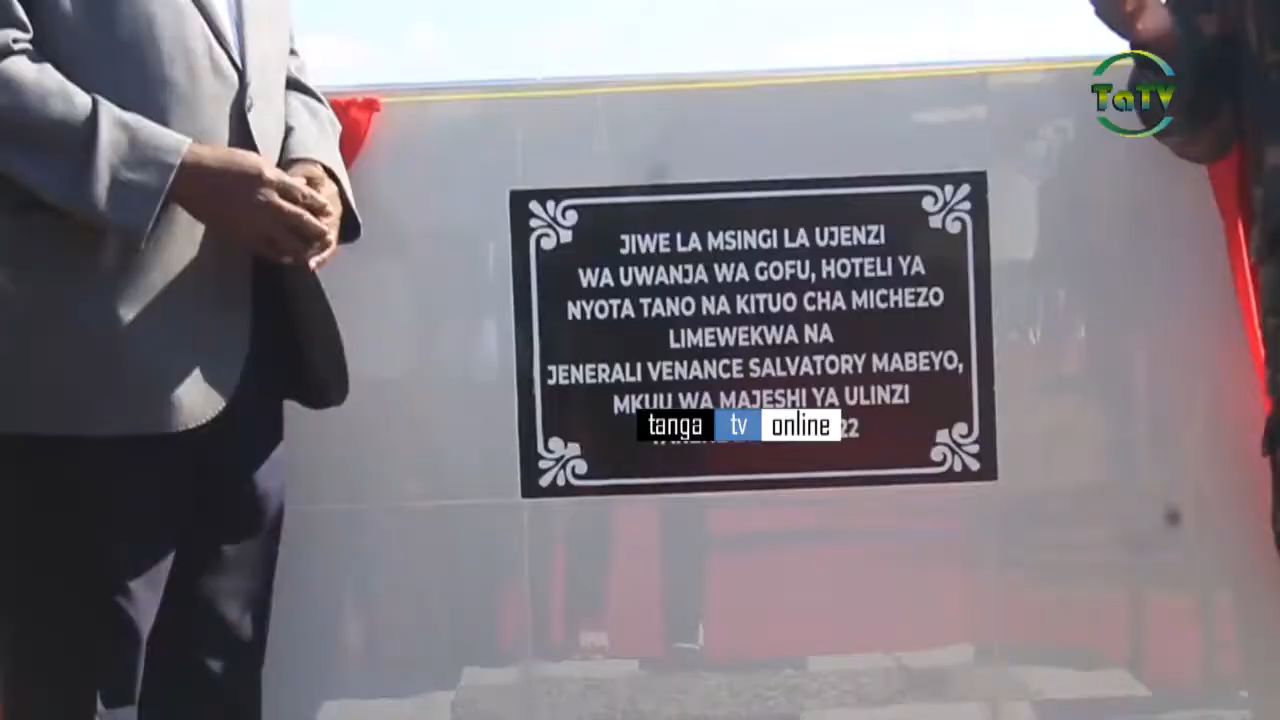 TaTV
JIWE LA MSINGI LA UJENZI
WA UWANJA WA GOFU, HOTELI YA
NYOTA TANO NA KITUO CHA MICHEZO
LIMEWEKWA NA
JENERALI VENANCE SALVATORY MABEYO,
MKUU WA MAJESHI YA ULINZI
tanga tv online